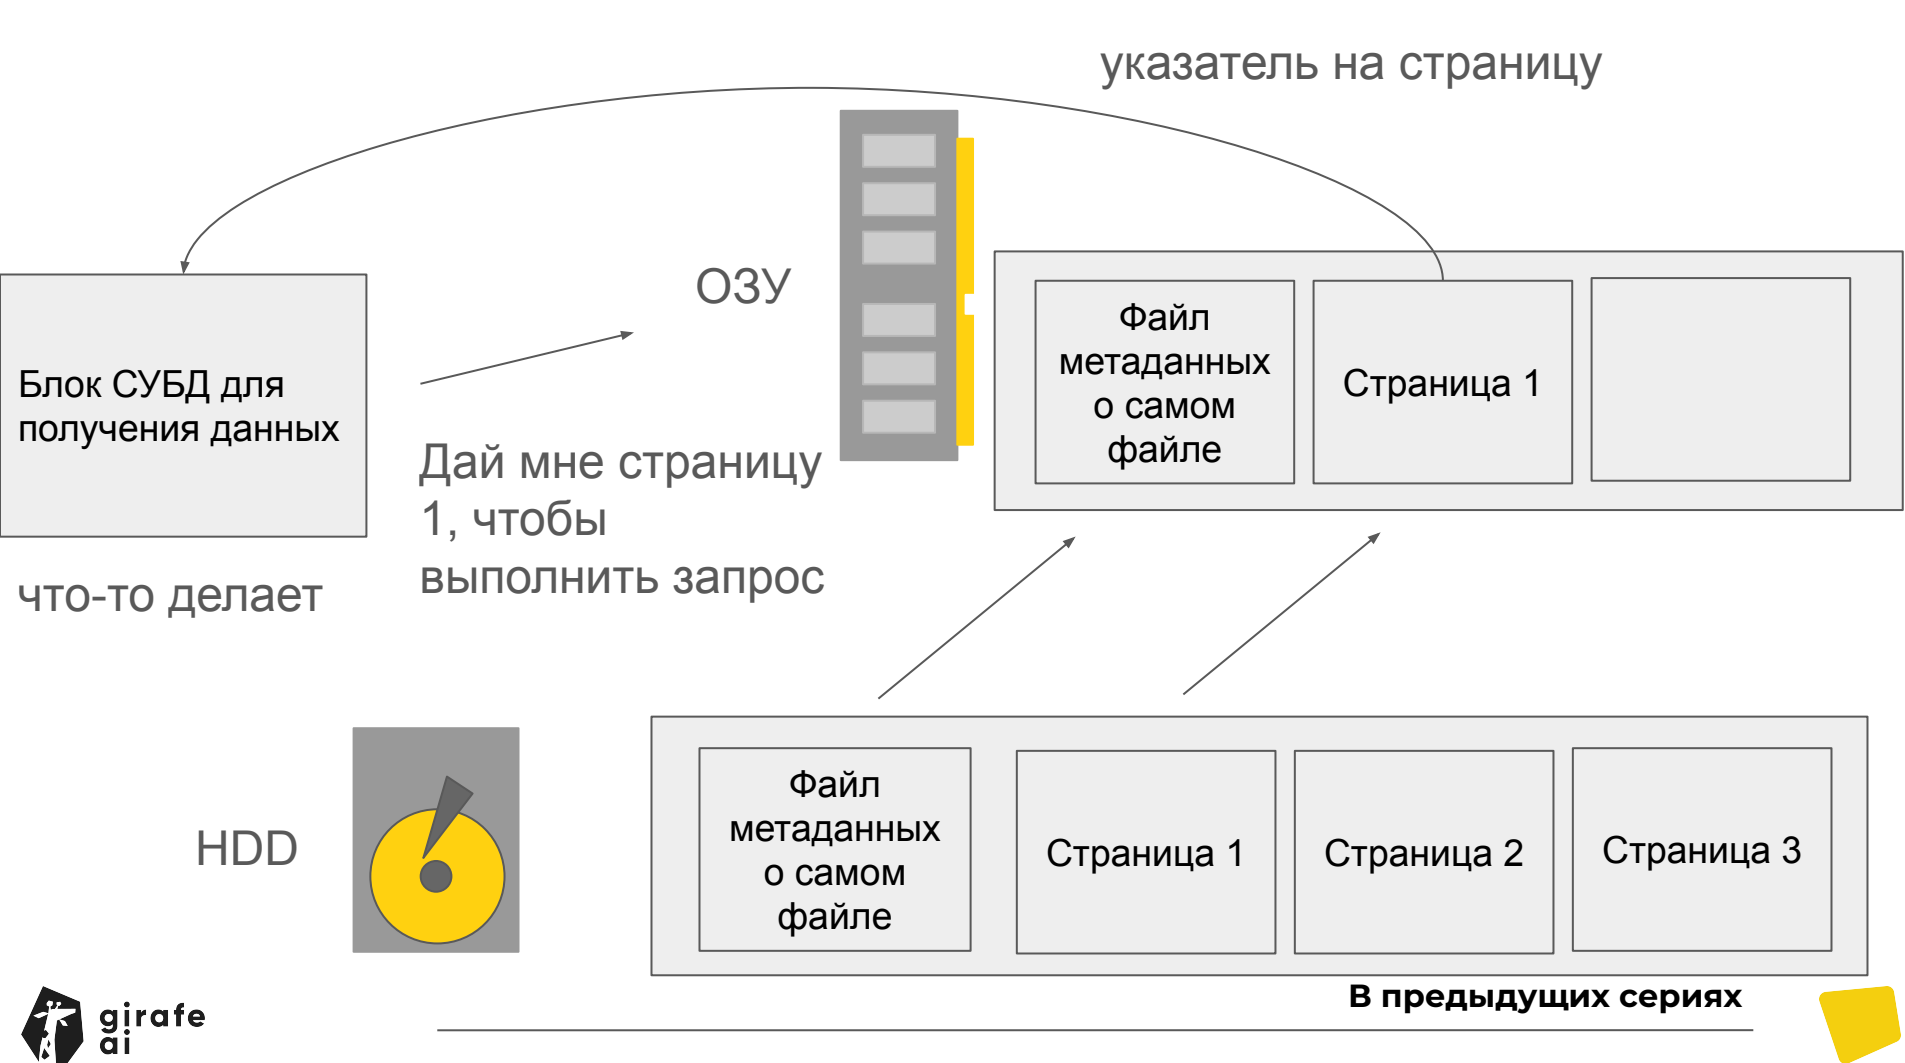 указатель на страницу
ОЗУ
Файл
метаданных
о самом
файле
Страница 1
Блок СУБД для
получения данных
Дай мне страницу
1, чтобы
выполнить запрос
что-то делает
HDD
Файл
метаданных
о самом
файле
Страница 1
Страница 2
Страница 3
В предыдущих сериях
girafe
ai